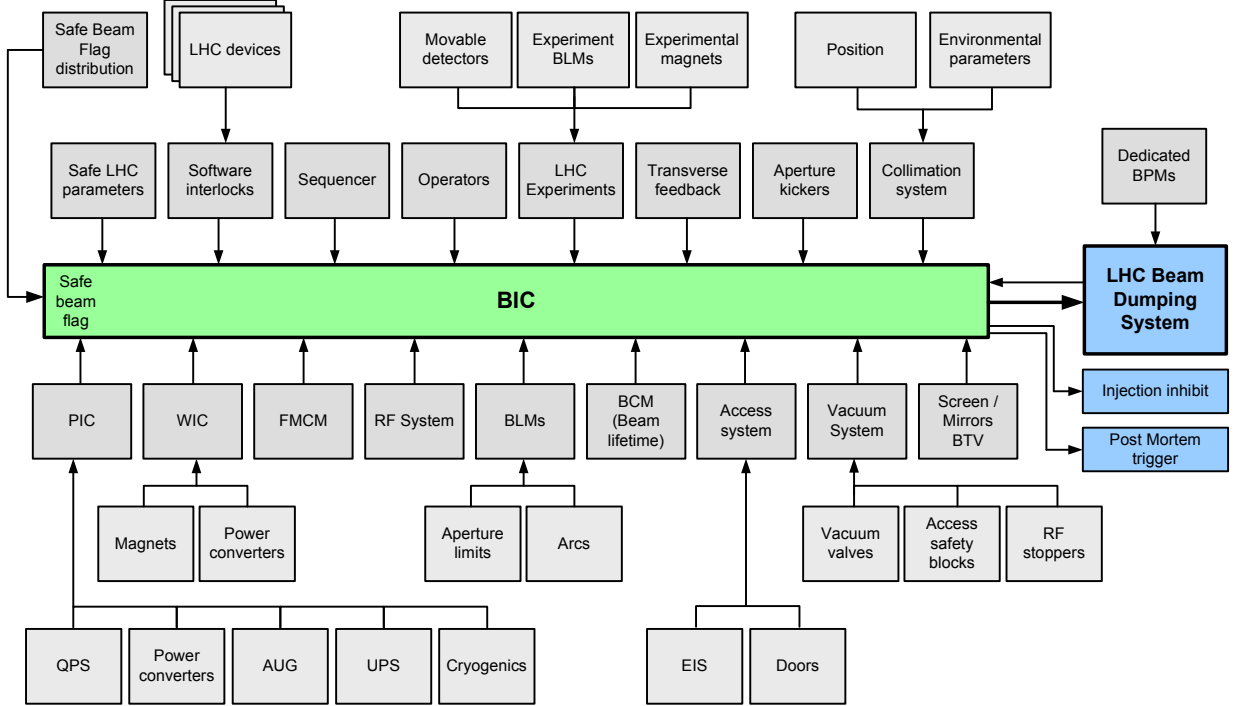 Safe Beam
Flag
distribution
LHC devices
Movable
detectors
Experiment
BLMs
Experimental
magnets
Position
Environmental
parameters
Safe LHC
parameters
Software
interlocks
Sequencer
Operators
LHC
Experiments
Transverse
feedback
Aperture
kickers
Collimation
system
Dedicated
BPMs
Safe
beam
flag
BIC
LHC Beam
Dumping
System
PIC
WIC
FMCM
RF System
BLMs
BCM
(Beam
lifetime)
Access
system
Vacuum
System
Screen /
Mirrors
BTV
Injection inhibit
Post Mortem
trigger
Magnets
Power
converters
Aperture
limits
Arcs
Vacuum
valves
Access
safety
blocks
RF
stoppers
QPS
Power
converters
AUG
UPS
Cryogenics
EIS
Doors